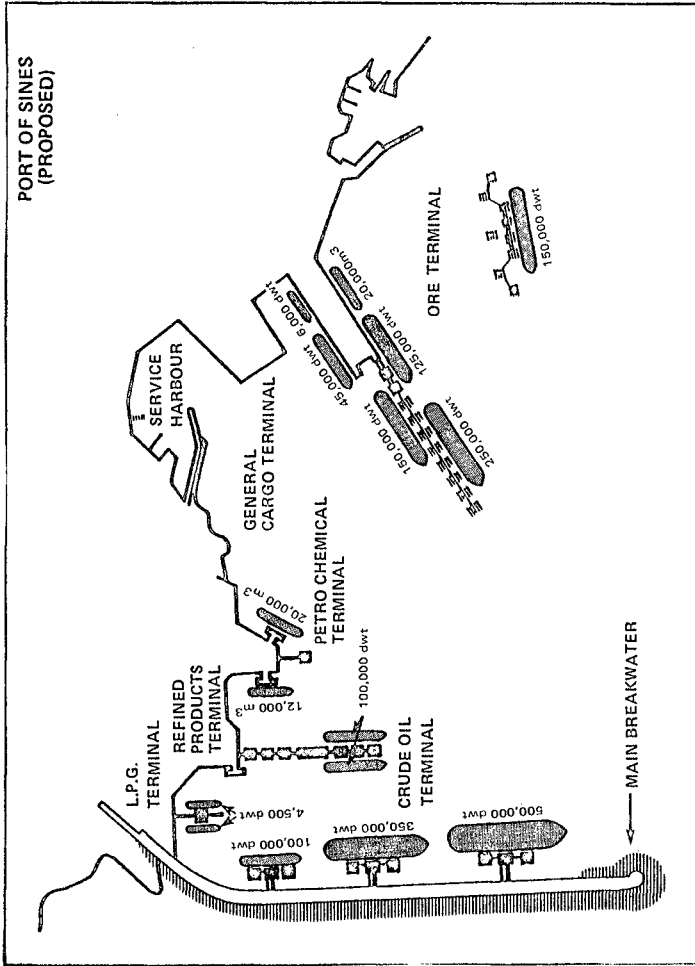 PORT OF SINES
(PROPOSED)
SERVICE
HARBOUR
6,000 dwt
45,000 dwt
20,000m3
125,000 dwt
150,000 dwt
250,000 dwt
ORE TERMINAL
150,000 dwt
GENERAL
CARGO TERMINAL
20,000 m3
PETRO CHEMICAL
TERMINAL
12,000 m3
REFINED
PRODUCTS
TERMINAL
100,000 dwt
L.P.G.
TERMINAL
4,500 dwt
CRUDE OIL
TERMINAL
100,000 dwt
350,000 dwt
500,000 dwt
MAIN BREAKWATER